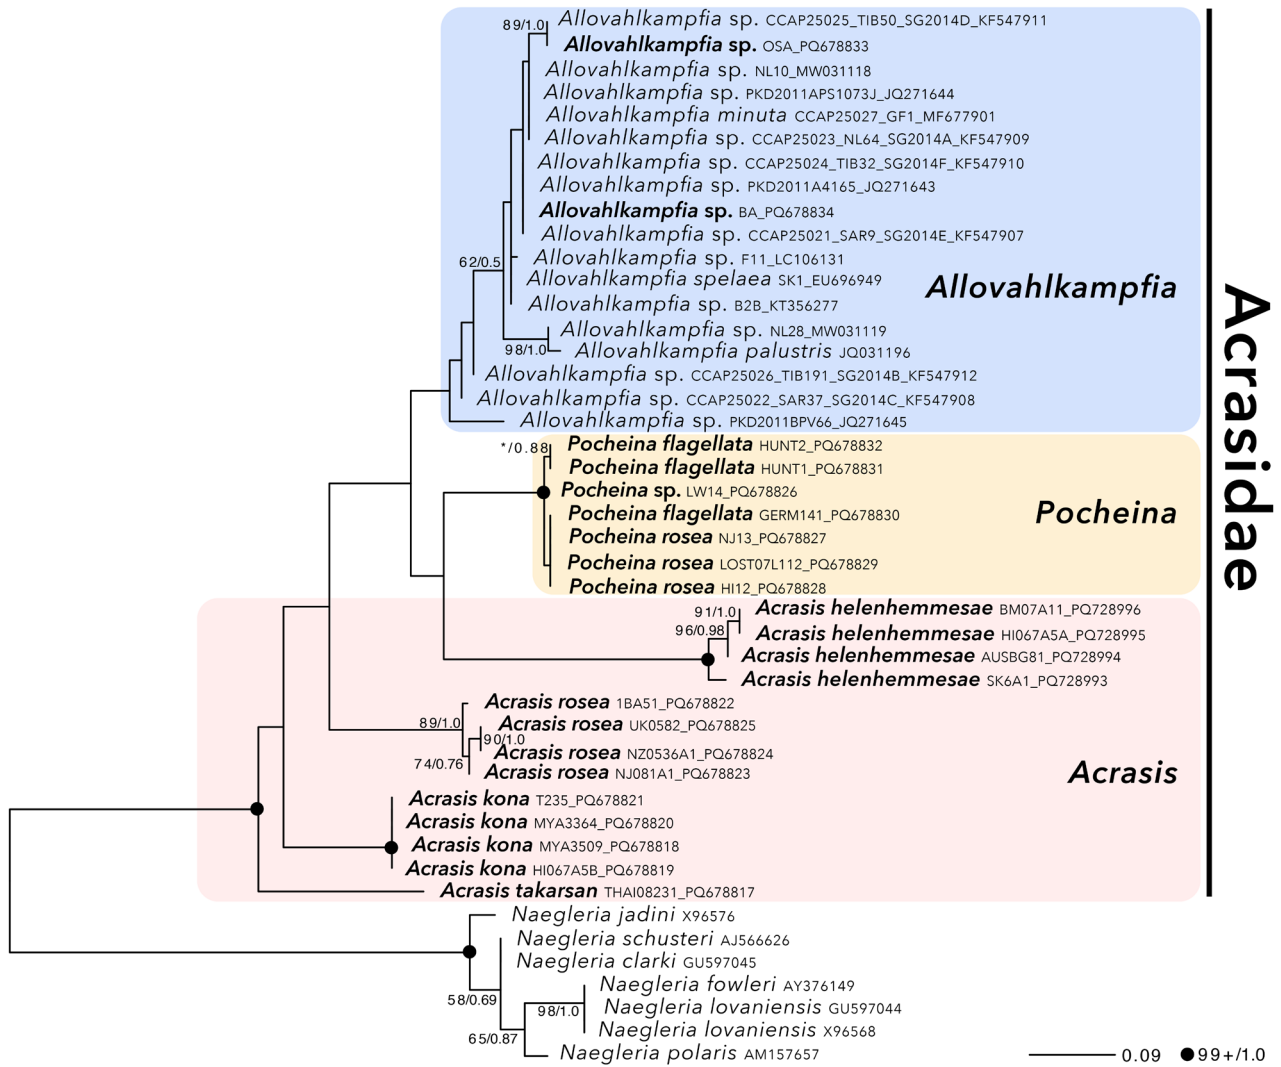 89/1.0
Allovahlkampfia sp. CCAP25025_TIB50_SG2014D_KF547911
Allovahlkampfia sp. OSA_PQ678833
Allovahlkampfia sp. NL10_MW031118
Allovahlkampfia sp. PKD2011APS1073J_JQ271644
Allovahlkampfia minuta CCAP25027_GF1_MF677901
Allovahlkampfia sp. CCAP25023_NL64_SG2014A_KF547909
Allovahlkampfia sp. CCAP25024_TIB32_SG2014F_KF547910
Allovahlkampfia sp. PKD2011A4165_JQ271643
Allovahlkampfia sp. BA_PQ678834
Allovahlkampfia sp. CCAP25021_SAR9_SG2014E_KF547907
62/0.5
Allovahlkampfia sp. F11_LC106131
Allovahlkampfia spelaea SK1_EU696949
Allovahlkampfia
Allovahlkampfia sp. B2B_KT356277
Allovahlkampfia sp. NL28_MW031119
98/1.0
Allovahlkampfia palustris JQ031196
Allovahlkampfia sp. CCAP25026_TIB191_SG2014B_KF547912
Allovahlkampfia sp. CCAP25022_SAR37_SG2014C_KF547908
Allovahlkampfia sp. PKD2011BPV66_JQ271645
Acrasidae
*/0.88
Pocheina flagellata HUNT2_PQ678832
Pocheina flagellata HUNT1_PQ678831
Pocheina sp. LW14_PQ678826
Pocheina flagellata GERM141_PQ678830
Pocheina
Pocheina rosea NJ13_PQ678827
Pocheina rosea LOST07L112_PQ678829
Pocheina rosea HI12_PQ678828
91/1.0
Acrasis helenhemmesae BM07A11_PQ728996
96/0.98
Acrasis helenhemmesae HI067A5A_PQ728995
Acrasis helenhemmesae AUSBG81_PQ728994
Acrasis helenhemmesae SK6A1_PQ728993
Acrasis rosea 1BA51_PQ678822
89/1.0
Acrasis rosea UK0582_PQ678825
90/1.0
Acrasis rosea NZ0536A1_PQ678824
74/0.76
Acrasis rosea NJ081A1_PQ678823
Acrasis
Acrasis kona T235_PQ678821
Acrasis kona MYA3364_PQ678820
Acrasis kona MYA3509_PQ678818
Acrasis kona HI067A5B_PQ678819
Acrasis takarsan THAI08231_PQ678817
Naegleria jadini X96576
Naegleria schusteri AJ566626
Naegleria clarki GU597045
Naegleria fowleri AY376149
58/0.69
98/1.0
Naegleria lovaniensis GU597044
Naegleria lovaniensis X96568
65/0.87
Naegleria polaris AM157657
0.09
99+/1.0